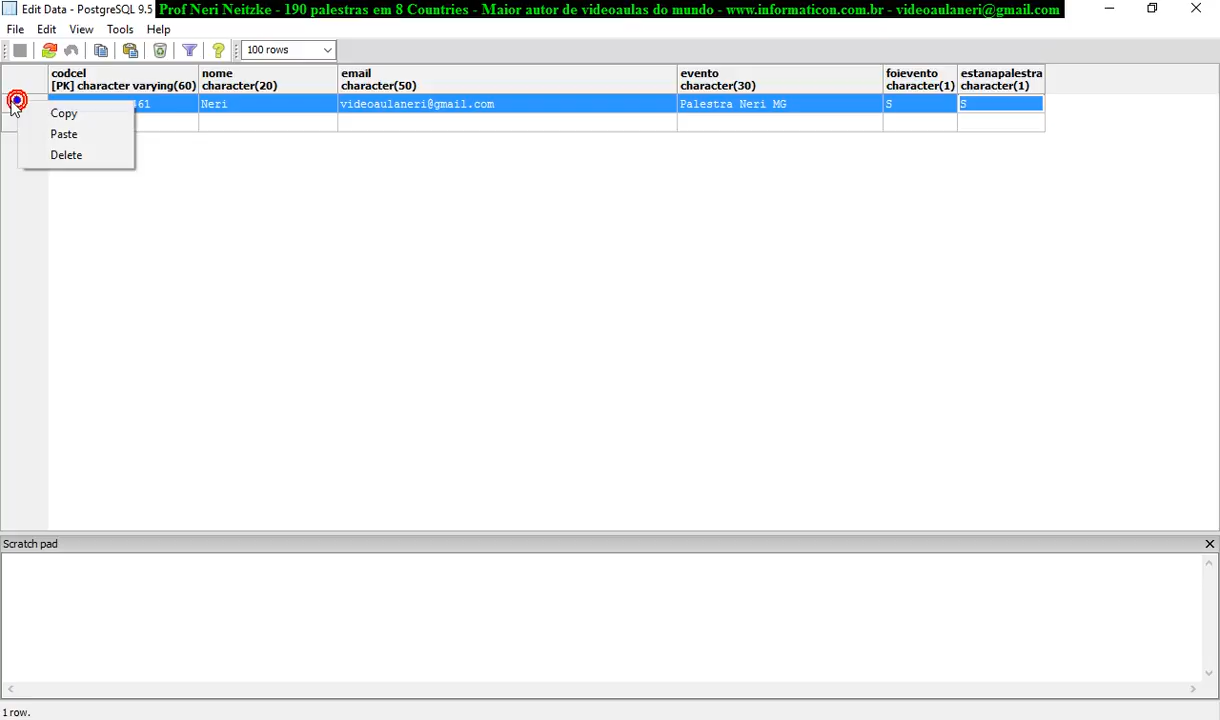 Edit Data - PostgreSQL 9.5 Prof Neri Neitzke - 190 palestras em 8 Countries - Maior autor de videoaulas do mundo - www.informaticon.com.br - videoaulaneri@gmail.com
File Edit View Tools Help
100 rows
codcel nome email evento foievento estanapalestra
[PK] character varying(60) character(20) character(50) character(30) character(1) character(1)
461 Neri videoaulaneri@gmail.com Palestra Neri MG S S
Copy
Paste
Delete
Scratch pad
1 row.